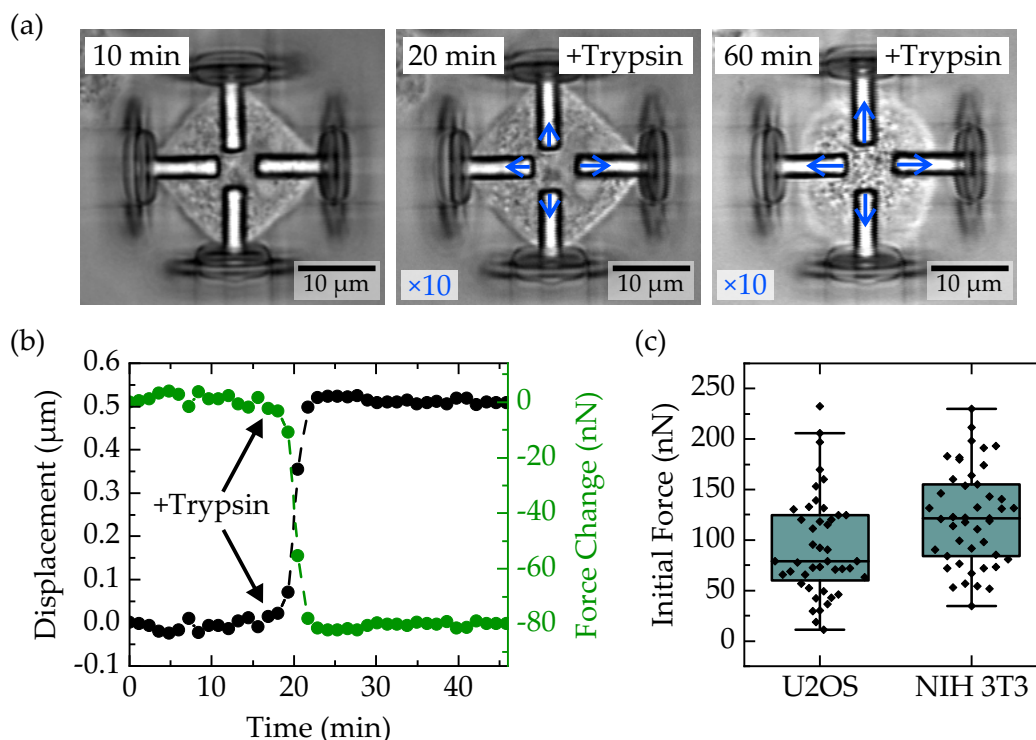 (a)
10 min
20 min
+Trypsin
60 min
+Trypsin
10 µm
×10
10 µm
×10
10 µm
(b)
(c)
0.6
0.5
0.4
0.3
0.2
0.1
0.0
-0.1
Displacement (µm)
+Trypsin
0
-20
-40
-60
-80
Force Change (nN)
0
10
20
30
40
Time (min)
250
200
150
100
50
0
Initial Force (nN)
U2OS
NIH 3T3